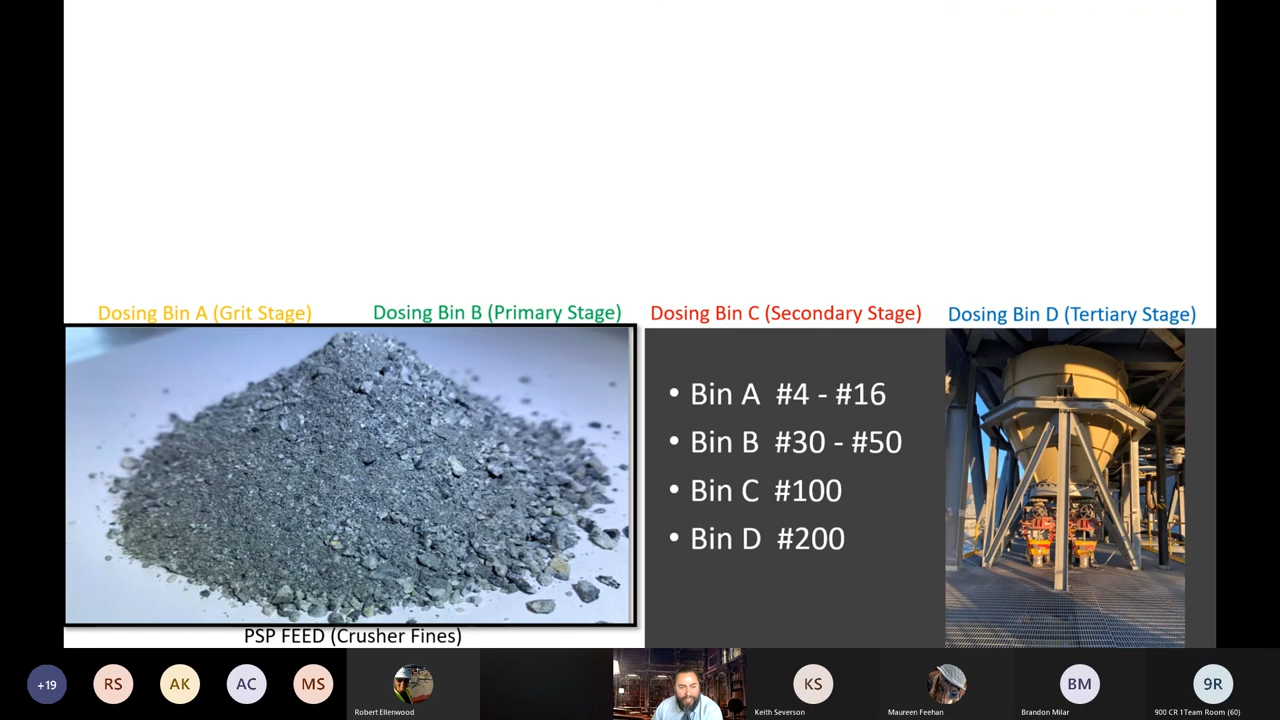 Dosing Bin A (Grit Stage)
Dosing Bin B (Primary Stage)
Dosing Bin C (Secondary Stage)
Dosing Bin D (Tertiary Stage)
• Bin A #4 - #16
• Bin B #30 - #50
• Bin C #100
• Bin D #200
PSP FEED (Crusher Fines)
+19
RS
AK
AC
MS
Robert Ellenwood
KS
Keith Severson
Maureen Feehan
BM
Brandon Milar
9R
900 CR 1Team Room (60)